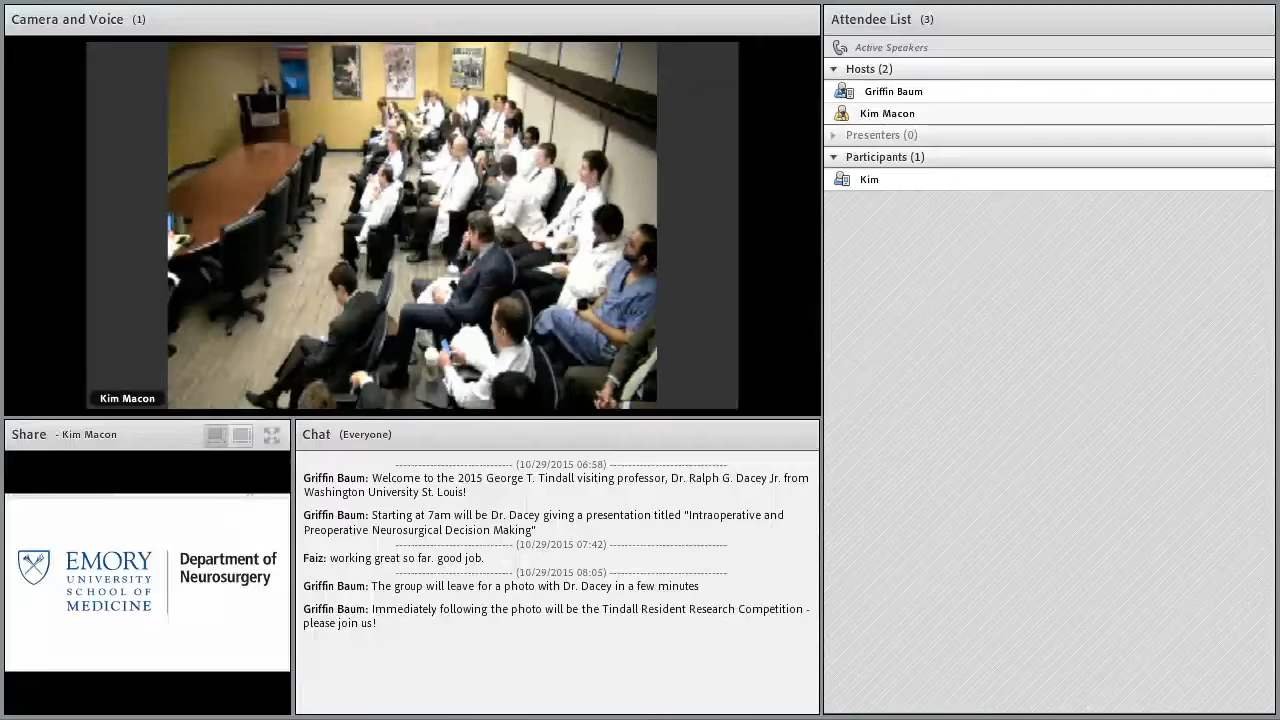 Camera and Voice (1)
Kim Macon
Share - Kim Macon
EMORY
UNIVERSITY
SCHOOL OF
MEDICINE
Department of
Neurosurgery
Chat (Everyone)
(10/29/2015 06:58)
Griffin Baum: Welcome to the 2015 George T. Tindall visiting professor, Dr. Ralph G. Dacey Jr. from
Washington University St. Louis!
Griffin Baum: Starting at 7am will be Dr. Dacey giving a presentation titled "Intraoperative and
Preoperative Neurosurgical Decision Making"
(10/29/2015 07:42)
Faiz: working great so far. good job.
(10/29/2015 08:05)
Griffin Baum: The group will leave for a photo with Dr. Dacey in a few minutes
Griffin Baum: Immediately following the photo will be the Tindall Resident Research Competition -
please join us!
Attendee List (3)
Active Speakers
Hosts (2)
Griffin Baum
Kim Macon
Presenters (0)
Participants (1)
Kim